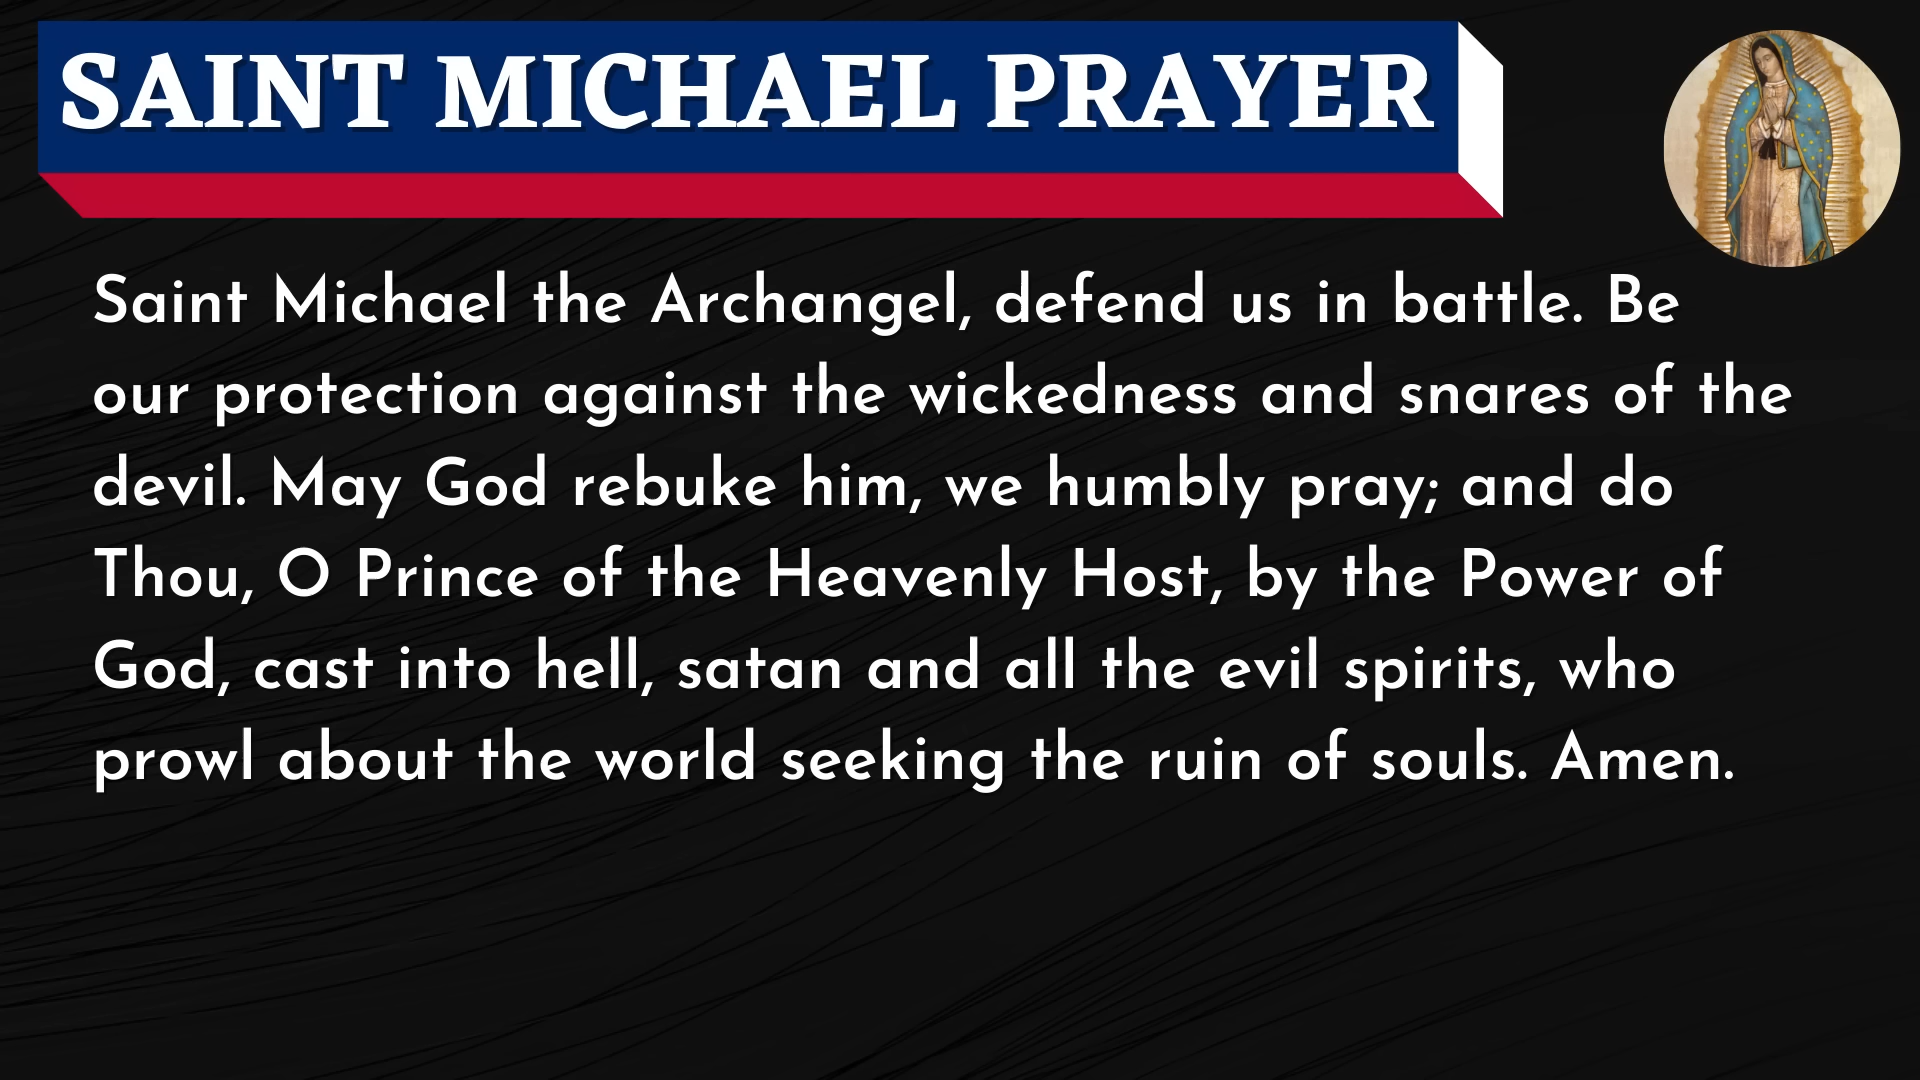 SAINT MICHAEL PRAYER
Saint Michael the Archangel, defend us in battle. Be
our protection against the wickedness and snares of the
devil. May God rebuke him, we humbly pray; and do
Thou, O Prince of the Heavenly Host, by the Power of
God, cast into hell, satan and all the evil spirits, who
prowl about the world seeking the ruin of souls. Amen.